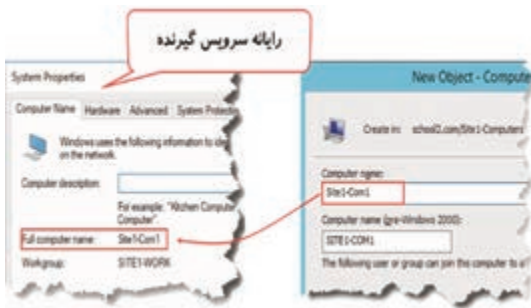 رایانه سرویس گیرنده
System Properties
Computer Name Hardware Advanced System Protectio
Windows uses the following information to ide
on the network.
Computer description:
For example: "Kitchen Computer
Computer".
Full computer name: Site1-Com1
Workgroup: SITE1-WORK
New Object - Compute
Create in: school2.com/Site1-Computers
Computer name:
Site1-Com1
Computer name (pre-Windows 2000):
SITE1-COM1
The following user or group can join this computer to a